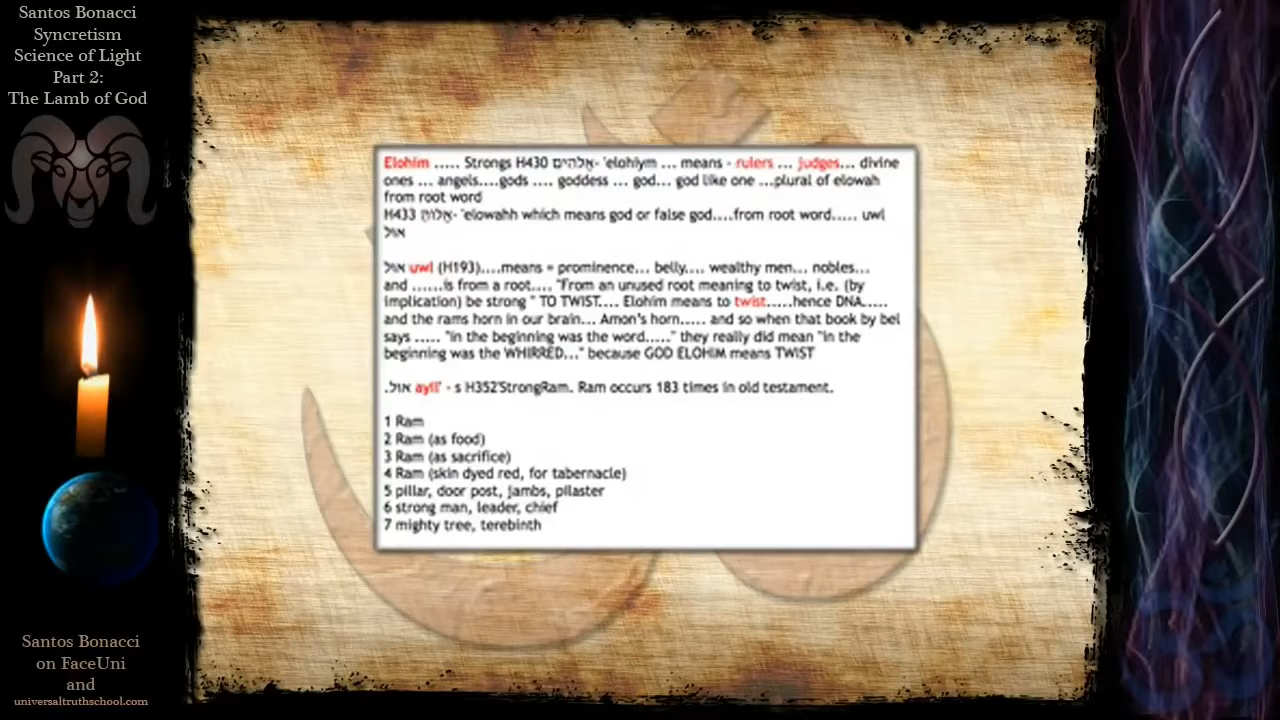 Santos Bonacci
Syncretism
Science of Light
Part 2:
The Lamb of God
Elohim ..... Strongs H430 אֱלֹהִים- 'elohiym ... means - rulers ... judges... divine
ones ... angels....gods .... goddess ... god... god like one ...plural of elowah
from root word
H433 אֱלוֹהַּ- 'elowahh which means god or false god....from root word..... uwl
אול
אול uwl (H193)....means = prominence... belly.... wealthy men... nobles...
and ......is from a root.... "From an unused root meaning to twist, i.e. (by
implication) be strong " TO TWIST.... Elohim means to twist.....hence DNA.....
and the rams horn in our brain... Amon's horn..... and so when that book by bel
says ..... "in the beginning was the word....." they really did mean "in the
beginning was the WHIRRED..." because GOD ELOHIM means TWIST
.אול ayil' - s H352'StrongRam. Ram occurs 183 times in old testament.
1 Ram
2 Ram (as food)
3 Ram (as sacrifice)
4 Ram (skin dyed red, for tabernacle)
5 pillar, door post, jambs, pilaster
6 strong man, leader, chief
7 mighty tree, terebinth
Santos Bonacci
on FaceUni
and
universaltruthschool.com